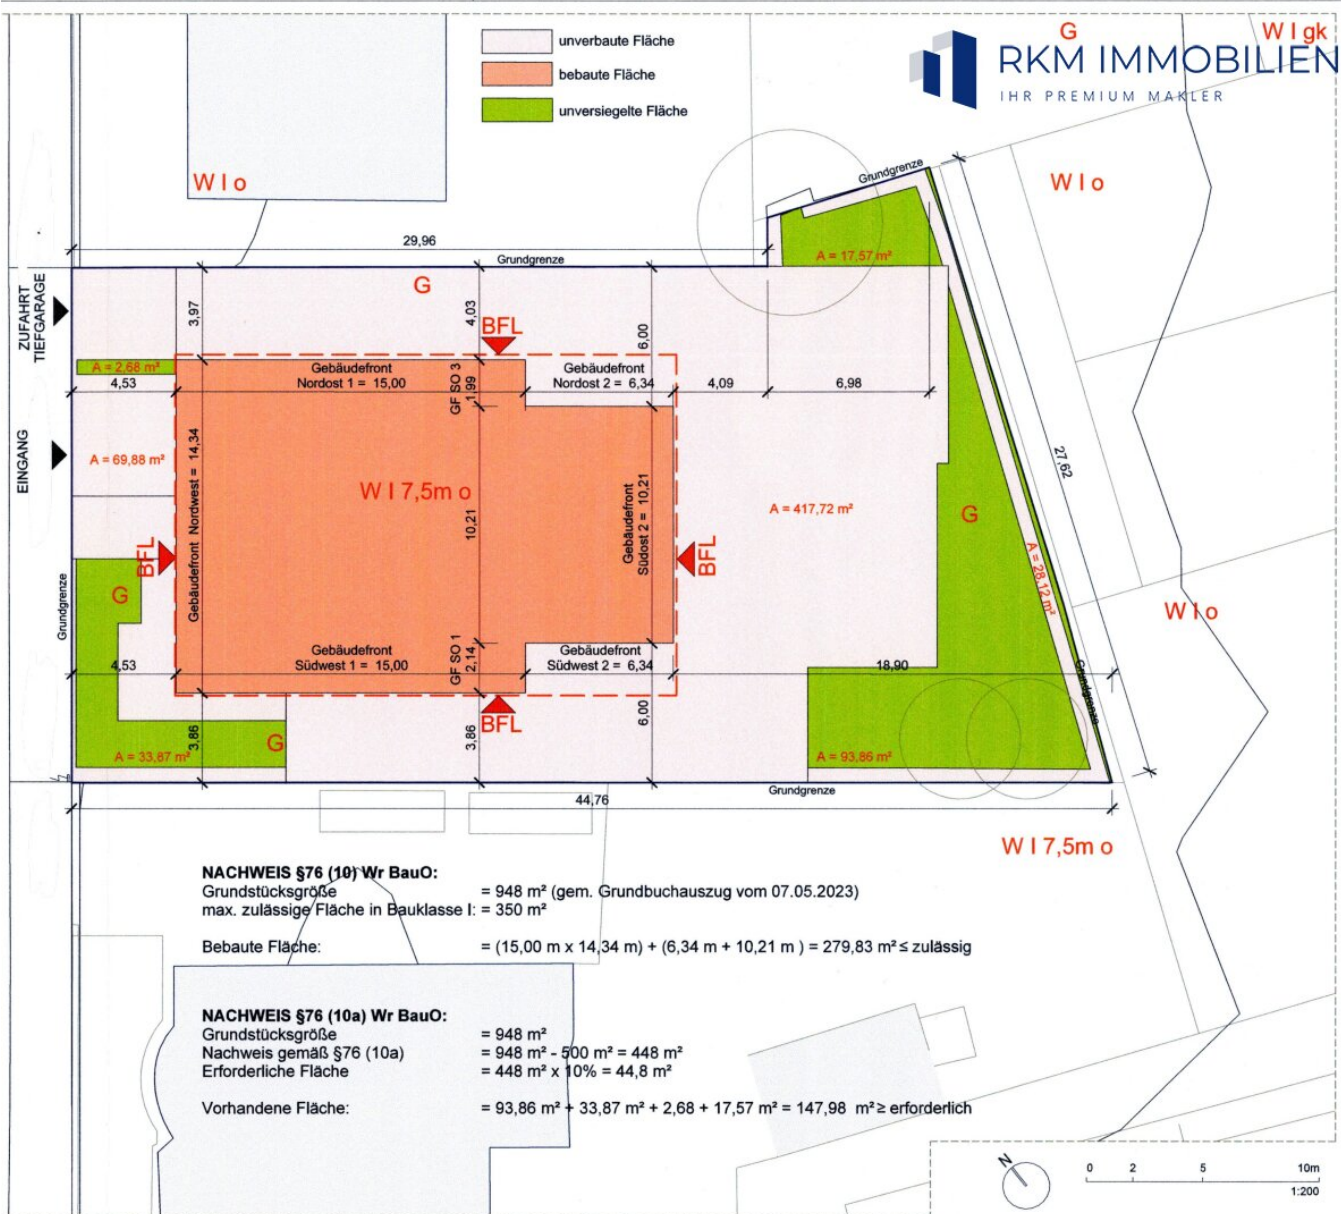 G
W I gk
RKM IMMOBILIEN
IHR PREMIUM MAKLER
unverbaute Fläche
bebaute Fläche
unversiegelte Fläche
W I o
W I o
Grundgrenze
29,96
Grundgrenze
A = 17,57 m²
ZUFAHRT
TIEFGARAGE
G
3,97
4,03
6,00
BFL
A = 2,68 m²
4,53
Gebäudefront
Nordost 1 = 15,00
GF SO 3
1,99
Gebäudefront
Nordost 2 = 6,34
4,09
6,98
27,62
EINGANG
A = 69,88 m²
Gebäudefront Nordwest = 14,34
W I 7,5m o
10,21
Gebäudefront
Südost 2 = 10,21
A = 417,72 m²
G
BFL
BFL
A = 28,12 m²
Grundgrenze
G
W I o
4,53
Gebäudefront
Südwest 1 = 15,00
GF SO 1
2,14
Gebäudefront
Südwest 2 = 6,34
18,90
Grundgrenze
BFL
6,00
3,86
3,86
G
A = 33,87 m²
A = 93,86 m²
Grundgrenze
44,76
W I 7,5m o
NACHWEIS §76 (10) Wr BauO:
Grundstücksgröße = 948 m² (gem. Grundbuchauszug vom 07.05.2023)
max. zulässige Fläche in Bauklasse I: = 350 m²
Bebaute Fläche: = (15,00 m x 14,34 m) + (6,34 m + 10,21 m ) = 279,83 m² ≤ zulässig
NACHWEIS §76 (10a) Wr BauO:
Grundstücksgröße = 948 m²
Nachweis gemäß §76 (10a) = 948 m² - 500 m² = 448 m²
Erforderliche Fläche = 448 m² x 10% = 44,8 m²
Vorhandene Fläche: = 93,86 m² + 33,87 m² + 2,68 + 17,57 m² = 147,98 m² ≥ erforderlich
N
0 2 5 10m
1:200